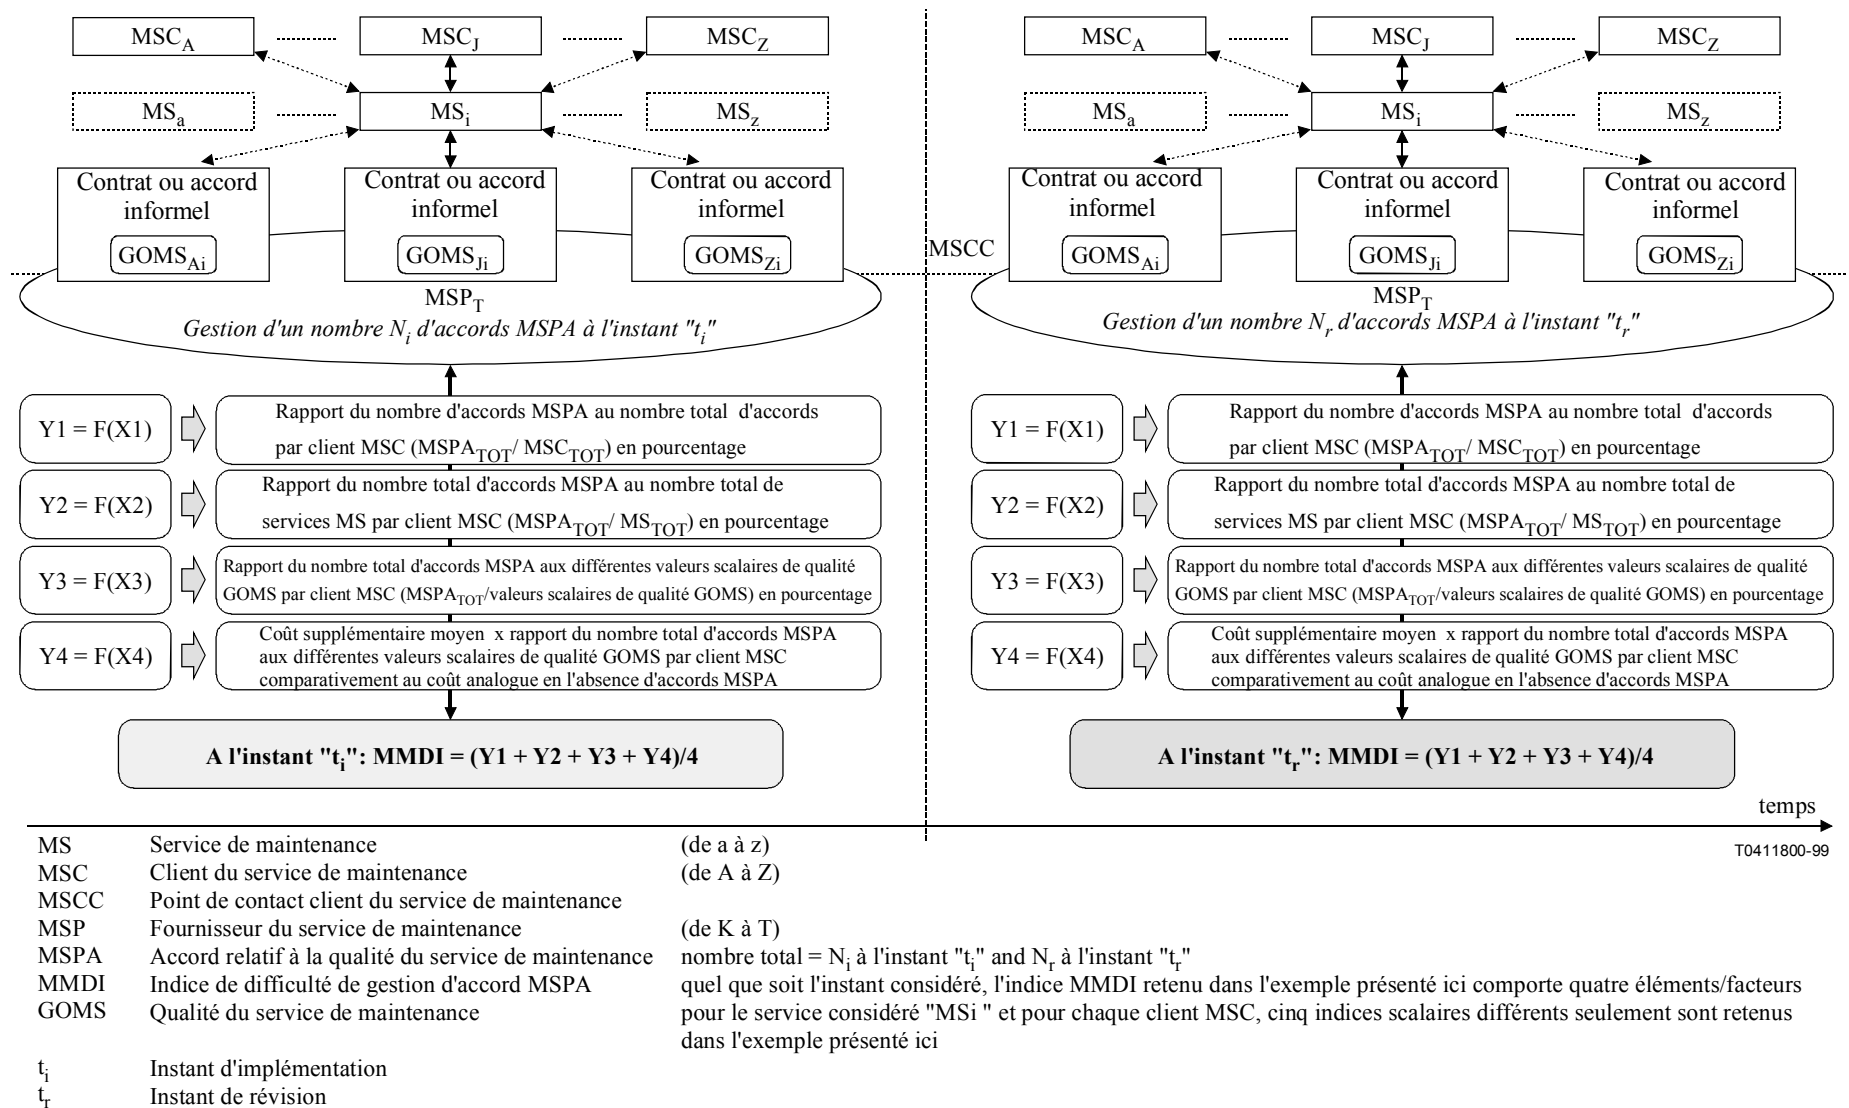 MSC_A MSC_J MSC_Z
MS_a MS_i MS_z
Contrat ou accord informel
GOMS_Ai
Contrat ou accord informel
GOMS_Ji
Contrat ou accord informel
GOMS_Zi
MSP_T
Gestion d'un nombre N_i d'accords MSPA à l'instant "t_i"
Y1 = F(X1)
Rapport du nombre d'accords MSPA au nombre total d'accords
par client MSC (MSPA_TOT/ MSC_TOT) en pourcentage
Y2 = F(X2)
Rapport du nombre total d'accords MSPA au nombre total de
services MS par client MSC (MSPA_TOT/ MS_TOT) en pourcentage
Y3 = F(X3)
Rapport du nombre total d'accords MSPA aux différentes valeurs scalaires de qualité
GOMS par client MSC (MSPA_TOT/valeurs scalaires de qualité GOMS) en pourcentage
Y4 = F(X4)
Coût supplémentaire moyen x rapport du nombre total d'accords MSPA
aux différentes valeurs scalaires de qualité GOMS par client MSC
comparativement au coût analogue en l'absence d'accords MSPA
A l'instant "t_i": MMDI = (Y1 + Y2 + Y3 + Y4)/4
MSCC
MSC_A MSC_J MSC_Z
MS_a MS_i MS_z
Contrat ou accord informel
GOMS_Ai
Contrat ou accord informel
GOMS_Ji
Contrat ou accord informel
GOMS_Zi
MSP_T
Gestion d'un nombre N_r d'accords MSPA à l'instant "t_r"
Y1 = F(X1)
Rapport du nombre d'accords MSPA au nombre total d'accords
par client MSC (MSPA_TOT/ MSC_TOT) en pourcentage
Y2 = F(X2)
Rapport du nombre total d'accords MSPA au nombre total de
services MS par client MSC (MSPA_TOT/ MS_TOT) en pourcentage
Y3 = F(X3)
Rapport du nombre total d'accords MSPA aux différentes valeurs scalaires de qualité
GOMS par client MSC (MSPA_TOT/valeurs scalaires de qualité GOMS) en pourcentage
Y4 = F(X4)
Coût supplémentaire moyen x rapport du nombre total d'accords MSPA
aux différentes valeurs scalaires de qualité GOMS par client MSC
comparativement au coût analogue en l'absence d'accords MSPA
A l'instant "t_r": MMDI = (Y1 + Y2 + Y3 + Y4)/4
temps
T0411800-99
MS Service de maintenance (de a à z)
MSC Client du service de maintenance (de A à Z)
MSCC Point de contact client du service de maintenance
MSP Fournisseur du service de maintenance (de K à T)
MSPA Accord relatif à la qualité du service de maintenance nombre total = N_i à l'instant "t_i" and N_r à l'instant "t_r"
MMDI Indice de difficulté de gestion d'accord MSPA quel que soit l'instant considéré, l'indice MMDI retenu dans l'exemple présenté ici comporte quatre éléments/facteurs
GOMS Qualité du service de maintenance pour le service considéré "MSi " et pour chaque client MSC, cinq indices scalaires différents seulement sont retenus
dans l'exemple présenté ici
t_i Instant d'implémentation
t_r Instant de révision